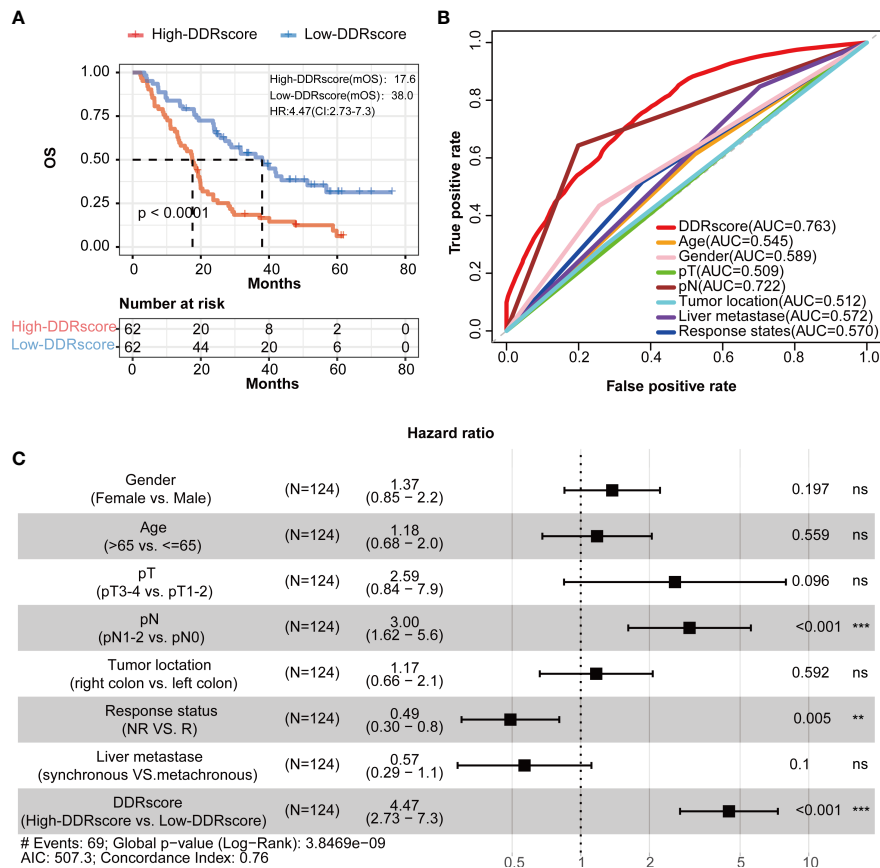 A
High-DDRscore Low-DDRscore
High-DDRscore(mOS): 17.6
Low-DDRscore(mOS): 38.0
HR:4.47(CI:2.73-7.3)
1.00
0.75
0.50
0.25
0.00
OS
p < 0.0001
0 20 40 60 80
Months
Number at risk
High-DDRscore 62 20 8 2 0
Low-DDRscore 62 44 20 6 0
0 20 40 60 80
Months
B
1.0
0.8
0.6
0.4
0.2
0.0
True positive rate
DDRscore(AUC=0.763)
Age(AUC=0.545)
Gender(AUC=0.589)
pT(AUC=0.509)
pN(AUC=0.722)
Tumor location(AUC=0.512)
Liver metastase(AUC=0.572)
Response states(AUC=0.570)
0.0 0.2 0.4 0.6 0.8 1.0
False positive rate
Hazard ratio
C
Gender
(Female vs. Male)
(N=124)
1.37
(0.85 − 2.2)
0.197 ns
Age
(>65 vs. <=65)
(N=124)
1.18
(0.68 − 2.0)
0.559 ns
pT
(pT3-4 vs. pT1-2)
(N=124)
2.59
(0.84 − 7.9)
0.096 ns
pN
(pN1-2 vs. pN0)
(N=124)
3.00
(1.62 − 5.6)
<0.001 ***
Tumor loctation
(right colon vs. left colon)
(N=124)
1.17
(0.66 − 2.1)
0.592 ns
Response status
(NR VS. R)
(N=124)
0.49
(0.30 − 0.8)
0.005 **
Liver metastase
(synchronous VS.metachronous)
(N=124)
0.57
(0.29 − 1.1)
0.1 ns
DDRscore
(High-DDRscore vs. Low-DDRscore)
(N=124)
4.47
(2.73 − 7.3)
<0.001 ***
# Events: 69; Global p−value (Log−Rank): 3.8469e−09
AIC: 507.3; Concordance Index: 0.76
0.5 1 2 5 10